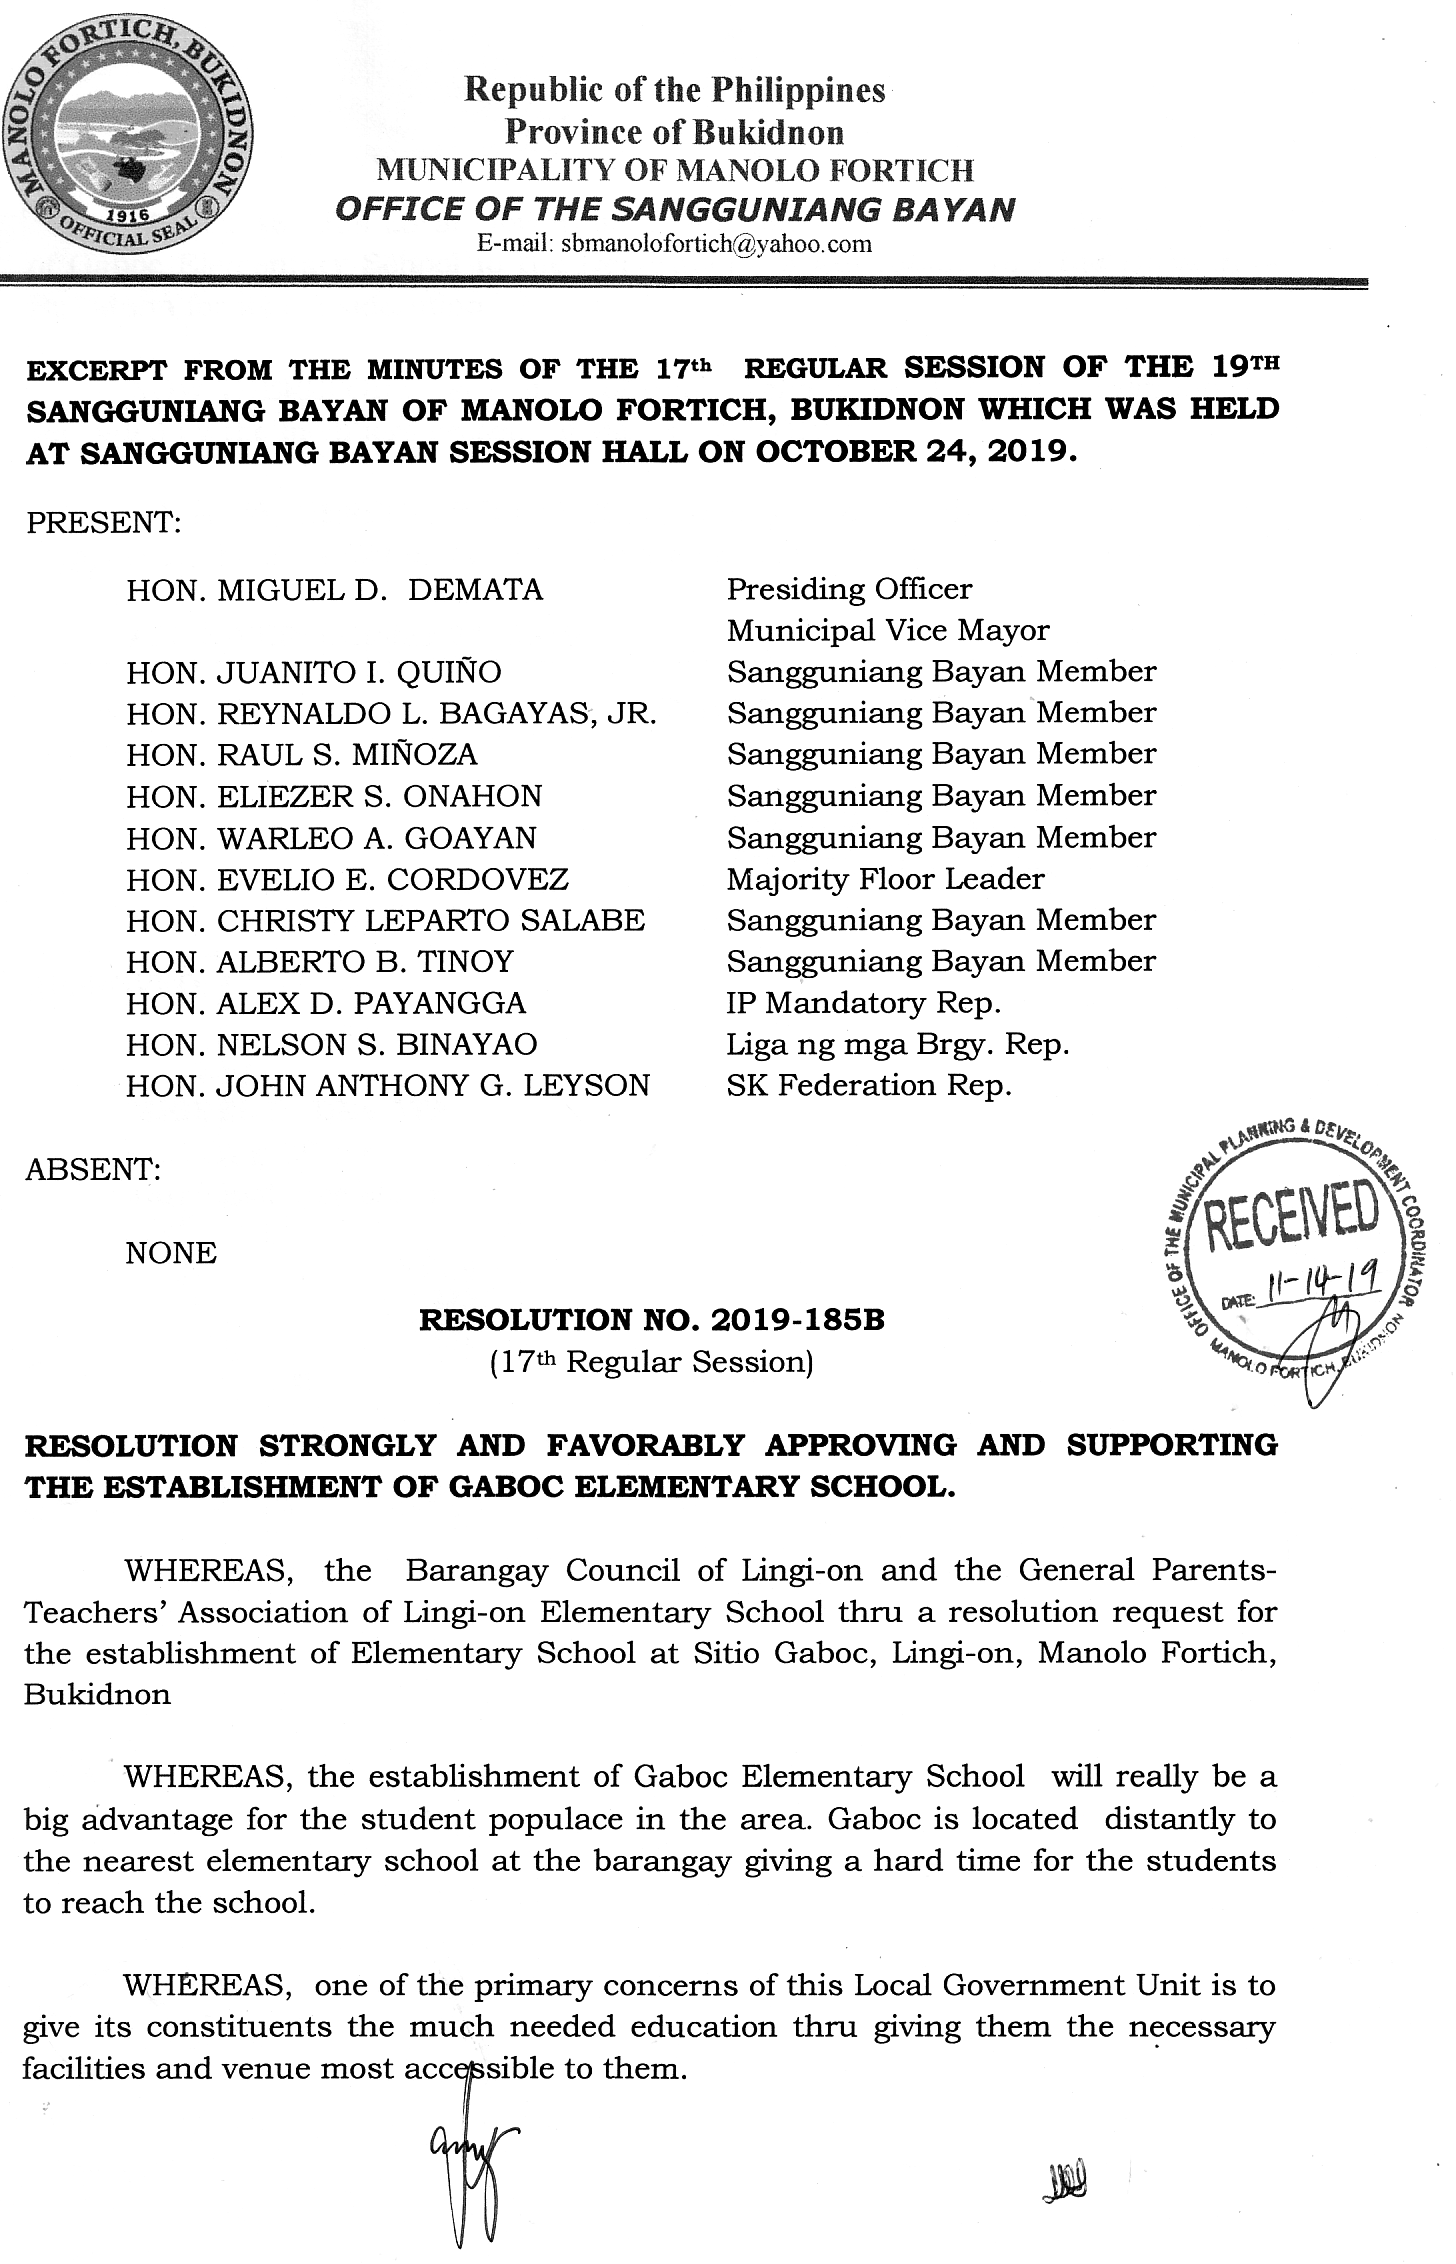 MANOLO FORTICH, BUKIDNON
1916
OFFICIAL SEAL
Republic of the Philippines
Province of Bukidnon
MUNICIPALITY OF MANOLO FORTICH
OFFICE OF THE SANGGUNIANG BAYAN
E-mail: sbmanolofortich@yahoo.com
EXCERPT FROM THE MINUTES OF THE 17th REGULAR SESSION OF THE 19TH
SANGGUNIANG BAYAN OF MANOLO FORTICH, BUKIDNON WHICH WAS HELD
AT SANGGUNIANG BAYAN SESSION HALL ON OCTOBER 24, 2019.
PRESENT:
HON. MIGUEL D. DEMATA Presiding Officer
Municipal Vice Mayor
HON. JUANITO I. QUIÑO Sangguniang Bayan Member
HON. REYNALDO L. BAGAYAS, JR. Sangguniang Bayan Member
HON. RAUL S. MIÑOZA Sangguniang Bayan Member
HON. ELIEZER S. ONAHON Sangguniang Bayan Member
HON. WARLEO A. GOAYAN Sangguniang Bayan Member
HON. EVELIO E. CORDOVEZ Majority Floor Leader
HON. CHRISTY LEPARTO SALABE Sangguniang Bayan Member
HON. ALBERTO B. TINOY Sangguniang Bayan Member
HON. ALEX D. PAYANGGA IP Mandatory Rep.
HON. NELSON S. BINAYAO Liga ng mga Brgy. Rep.
HON. JOHN ANTHONY G. LEYSON SK Federation Rep.
ABSENT:
NONE
OFFICE OF THE MUNICIPAL PLANNING & DEVELOPMENT COORDINATOR
RECEIVED
DATE: 11-14-19
MANOLO FORTICH, BUKIDNON
RESOLUTION NO. 2019-185B
(17th Regular Session)
RESOLUTION STRONGLY AND FAVORABLY APPROVING AND SUPPORTING
THE ESTABLISHMENT OF GABOC ELEMENTARY SCHOOL.
WHEREAS, the Barangay Council of Lingi-on and the General Parents-
Teachers’ Association of Lingi-on Elementary School thru a resolution request for
the establishment of Elementary School at Sitio Gaboc, Lingi-on, Manolo Fortich,
Bukidnon
WHEREAS, the establishment of Gaboc Elementary School will really be a
big advantage for the student populace in the area. Gaboc is located distantly to
the nearest elementary school at the barangay giving a hard time for the students
to reach the school.
WHEREAS, one of the primary concerns of this Local Government Unit is to
give its constituents the much needed education thru giving them the necessary
facilities and venue most accessible to them.